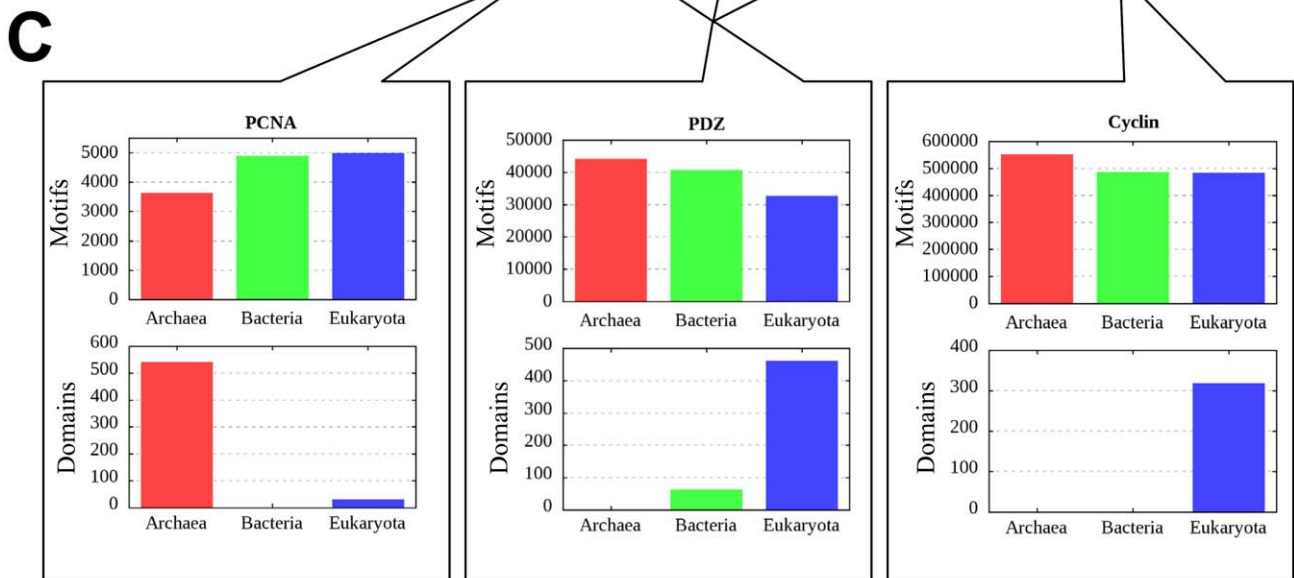 C
PCNA
Motifs
5000
4000
3000
2000
1000
0
Archaea Bacteria Eukaryota
Domains
600
500
400
300
200
100
0
Archaea Bacteria Eukaryota
PDZ
Motifs
50000
40000
30000
20000
10000
0
Archaea Bacteria Eukaryota
Domains
500
400
300
200
100
0
Archaea Bacteria Eukaryota
Cyclin
Motifs
600000
500000
400000
300000
200000
100000
0
Archaea Bacteria Eukaryota
Domains
400
300
200
100
0
Archaea Bacteria Eukaryota